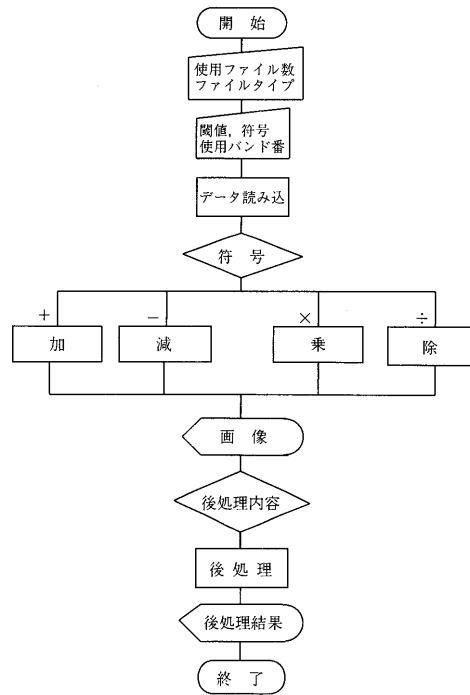 開始
使用ファイル数
ファイルタイプ
閾値，符号
使用バンド番
データ読み込
符号
＋
－
×
÷
加
減
乗
除
画像
後処理内容
後処理
後処理結果
終了